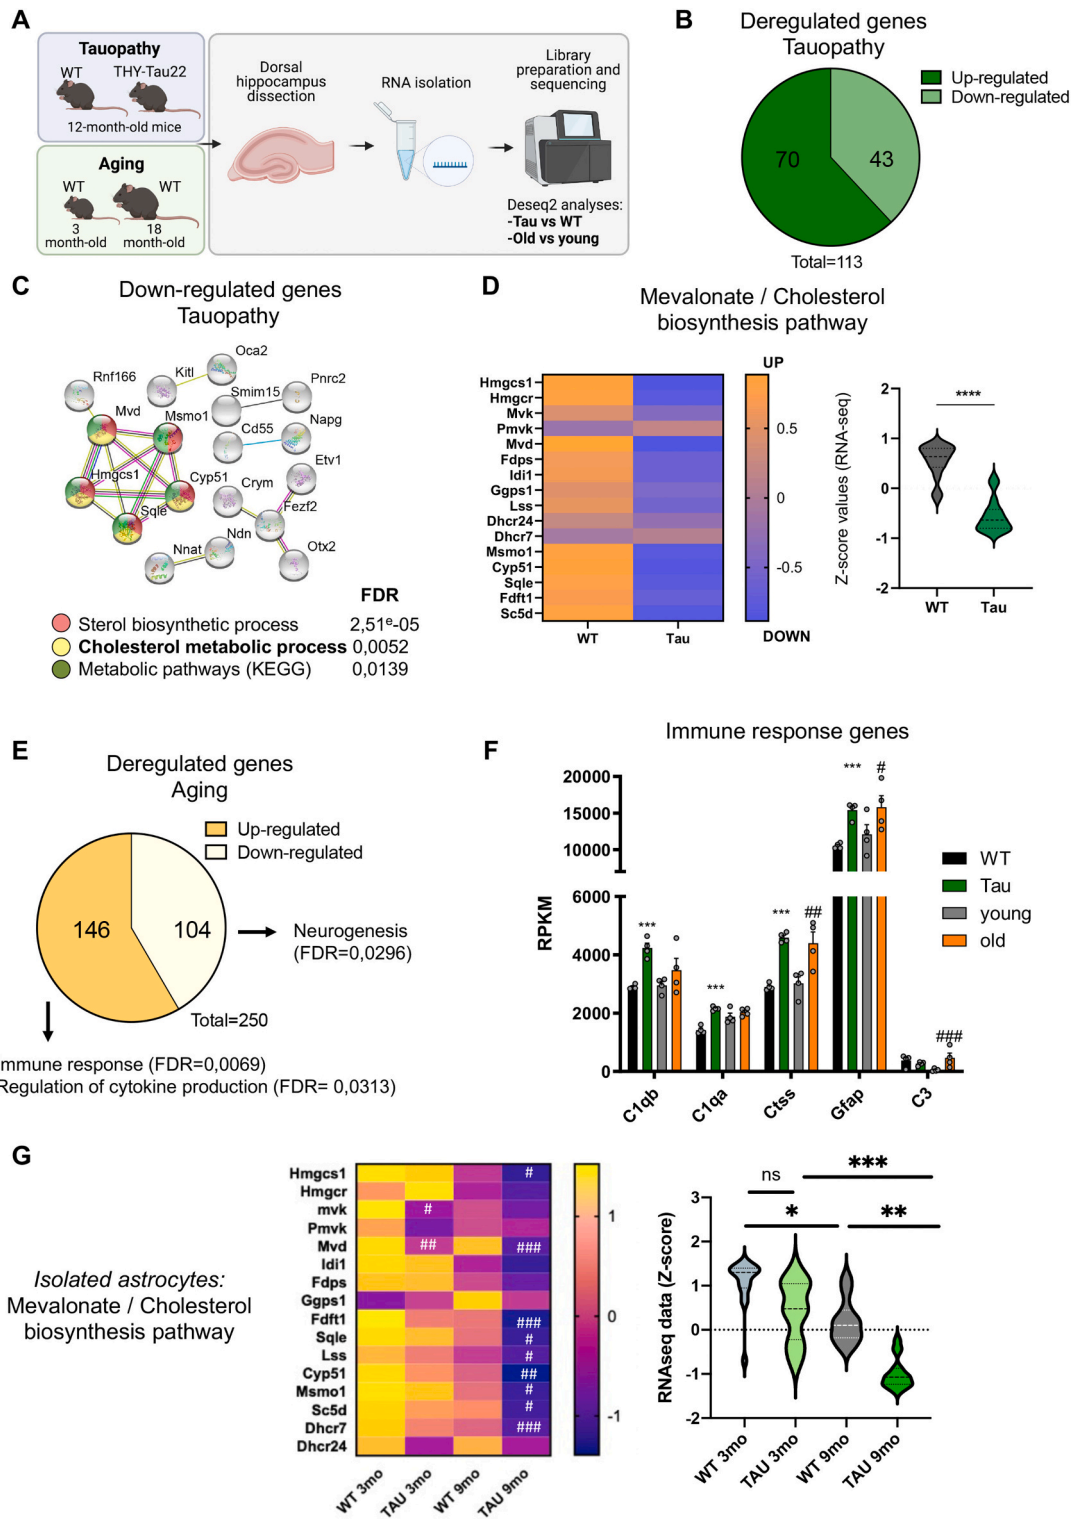 A
Tauopathy
WT
THY-Tau22
12-month-old mice
Aging
WT
WT
3
month-old
18
month-old
Dorsal
hippocampus
dissection
RNA isolation
Library
preparation and
sequencing
Deseq2 analyses:
-Tau vs WT
-Old vs young
B
Deregulated genes
Tauopathy
Up-regulated
Down-regulated
70
43
Total=113
C
Down-regulated genes
Tauopathy
Oca2
Rnf166
Kitl
Pnrc2
Smim15
Mvd
Msmo1
Napg
Cd55
Etv1
Hmgcs1
Cyp51
Crym
Sqle
Fezf2
Ndn
Otx2
Nnat
FDR
Sterol biosynthetic process 2,51e-05
Cholesterol metabolic process 0,0052
Metabolic pathways (KEGG) 0,0139
D
Mevalonate / Cholesterol
biosynthesis pathway
Hmgcs1
Hmgcr
Mvk
Pmvk
Mvd
Fdps
Idi1
Ggps1
Lss
Dhcr24
Dhcr7
Msmo1
Cyp51
Sqle
Fdft1
Sc5d
WT
Tau
UP
0.5
0
-0.5
DOWN
Z-score values (RNA-seq)
2
1
0
-1
-2
****
WT
Tau
E
Deregulated genes
Aging
Up-regulated
Down-regulated
146
104
Neurogenesis
(FDR=0,0296)
Total=250
mmune response (FDR=0,0069)
Regulation of cytokine production (FDR= 0,0313)
F
Immune response genes
RPKM
20000
15000
10000
6000
4000
2000
0
***
***
***
##
***
#
###
C1qb
C1qa
Ctss
Gfap
C3
WT
Tau
young
old
G
Isolated astrocytes:
Mevalonate / Cholesterol
biosynthesis pathway
Hmgcs1 #
Hmgcr
mvk #
Pmvk
Mvd ## ###
Idi1
Fdps
Ggps1
Fdft1 ###
Sqle #
Lss #
Cyp51 ##
Msmo1 #
Sc5d #
Dhcr7 ###
Dhcr24
WT 3mo
TAU 3mo
WT 9mo
TAU 9mo
1
0
-1
RNAseq data (Z-score)
3
2
1
0
-1
-2
ns
***
*
**
WT 3mo
TAU 3mo
WT 9mo
TAU 9mo